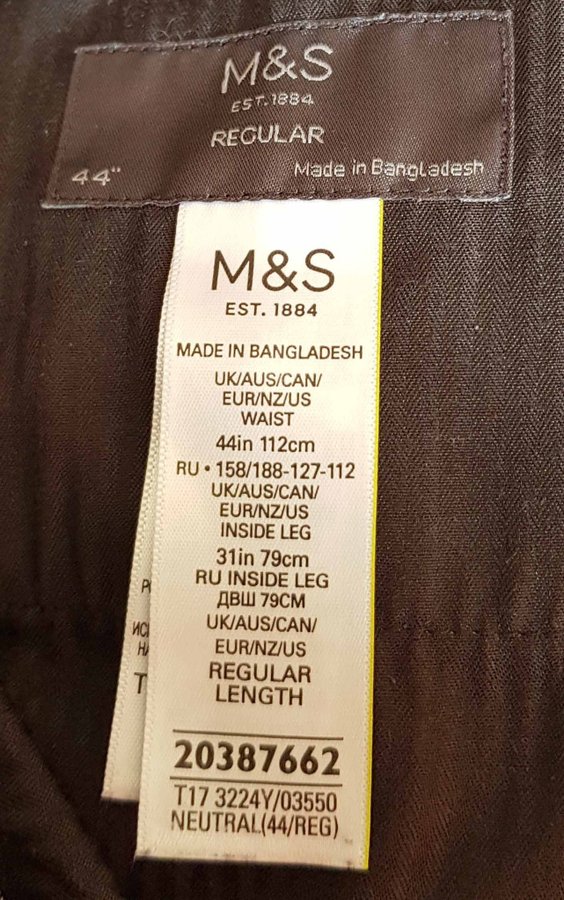 M&S
EST.1884
REGULAR
44"
Made in Bangladesh
M&S
EST. 1884
MADE IN BANGLADESH
UK/AUS/CAN/
EUR/NZ/US
WAIST
44in 112cm
RU • 158/188-127-112
UK/AUS/CAN/
EUR/NZ/US
INSIDE LEG
31in 79cm
RU INSIDE LEG
ДВШ 79СМ
UK/AUS/CAN/
EUR/NZ/US
REGULAR
LENGTH
20387662
T17 3224Y/03550
NEUTRAL(44/REG)